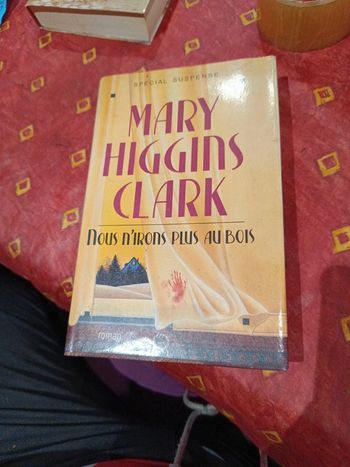 SPÉCIAL SUSPENSE
MARY
HIGGINS
CLARK
NOUS N'IRONS PLUS AU BOIS
roman